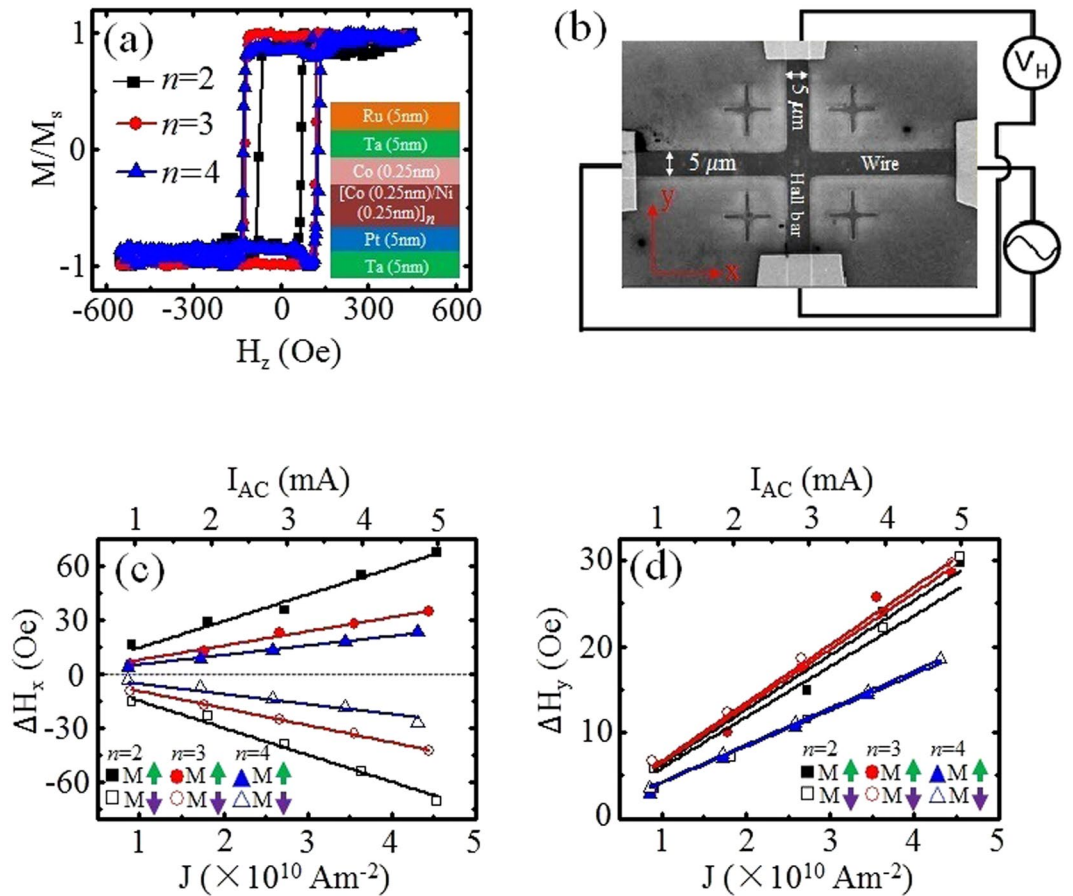 (a)
n=2
n=3
n=4
Ru (5nm)
Ta (5nm)
Co (0.25nm)
[Co (0.25nm)/Ni
(0.25nm)]n
Pt (5nm)
Ta (5nm)
M/Ms
1
0
-1
-600 -300 0 300 600
Hz (Oe)
(b)
5 μm
5 μm
Wire
Hall bar
y
x
VH
IAC (mA)
1 2 3 4 5
(c)
ΔHx (Oe)
60
30
0
-30
-60
n=2 n=3 n=4
M M M
M M M
1 2 3 4 5
J (×10¹⁰ Am⁻²)
IAC (mA)
1 2 3 4 5
(d)
ΔHy (Oe)
30
20
10
0
n=2 n=3 n=4
M M M
M M M
1 2 3 4 5
J (×10¹⁰ Am⁻²)